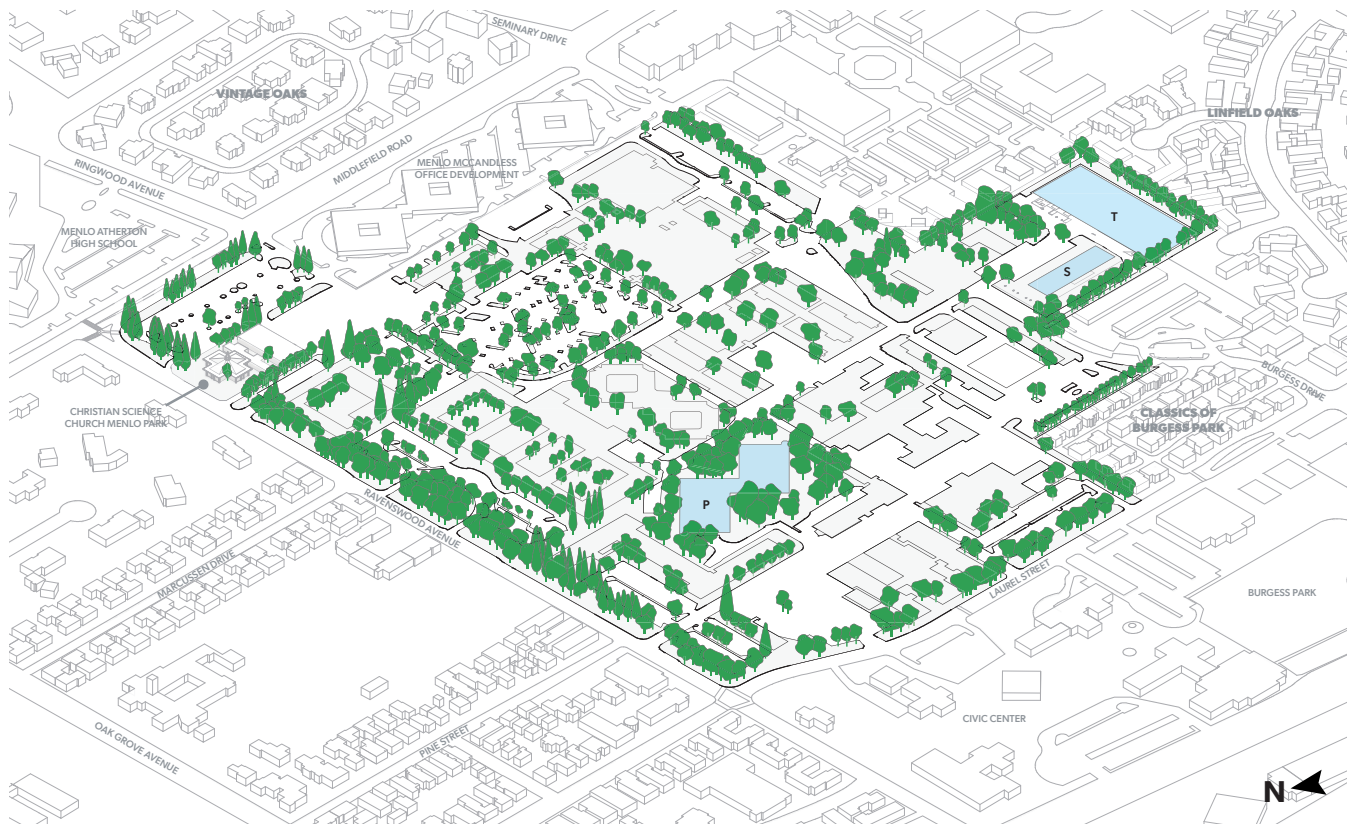 SEMINARY DRIVE
VINTAGE OAKS
LINFIELD OAKS
MIDDLEFIELD ROAD
MENLO MCCANDLESS
OFFICE DEVELOPMENT
RINGWOOD AVENUE
MENLO ATHERTON
HIGH SCHOOL
T
S
BURGESS DRIVE
CHRISTIAN SCIENCE
CHURCH MENLO PARK
CLASSICS OF
BURGESS PARK
P
RAVENSWOOD AVENUE
MARCUSSEN DRIVE
LAUREL STREET
BURGESS PARK
CIVIC CENTER
OAK GROVE AVENUE
PINE STREET
N